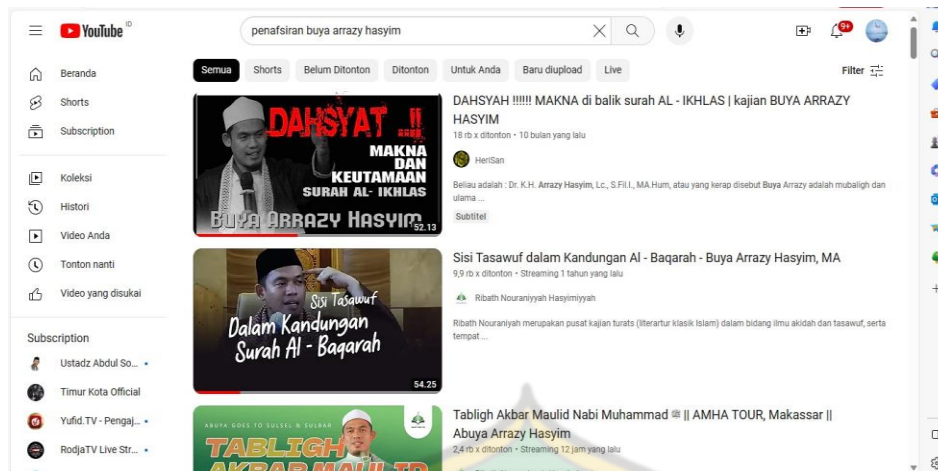 YouTube ID
penafsiran buya arrazy hasyim
9+
Beranda
Shorts
Subscription
Koleksi
Histori
Video Anda
Tonton nanti
Video yang disukai
Subscription
Ustadz Abdul So...
Timur Kota Official
Yufid.TV - Pengaj...
RodjaTV Live Str...
Semua
Shorts
Belum Ditonton
Ditonton
Untuk Anda
Baru diupload
Live
Filter
DAHSYAT ..!!
MAKNA
DAN
KEUTAMAAN
SURAH AL- IKHLAS
BUYA ARRAZY HASYIM
52.13
DAHSYAH !!!!!! MAKNA di balik surah AL - IKHLAS | kajian BUYA ARRAZY
HASYIM
18 rb x ditonton • 10 bulan yang lalu
HeriSan
Beliau adalah : Dr. K.H. Arrazy Hasyim, Lc., S.Fil.I., MA.Hum, atau yang kerap disebut Buya Arrazy adalah mubaligh dan
ulama ...
Subtitel
Sisi Tasawuf
Dalam Kandungan
Surah Al - Baqarah
54.25
Sisi Tasawuf dalam Kandungan Al - Baqarah - Buya Arrazy Hasyim, MA
9,9 rb x ditonton • Streaming 1 tahun yang lalu
Ribath Nouraniyyah Hasyimiyyah
Ribath Nouraniyah merupakan pusat kajian turats (literartur klasik Islam) dalam bidang ilmu akidah dan tasawuf, serta
tempat ...
ABUYA GOES TO SULSEL & SULBAR
TABLIGH
AKBAR MAULID
Tabligh Akbar Maulid Nabi Muhammad ﷺ || AMHA TOUR, Makassar ||
Abuya Arrazy Hasyim
2,4 rb x ditonton • Streaming 12 jam yang lalu